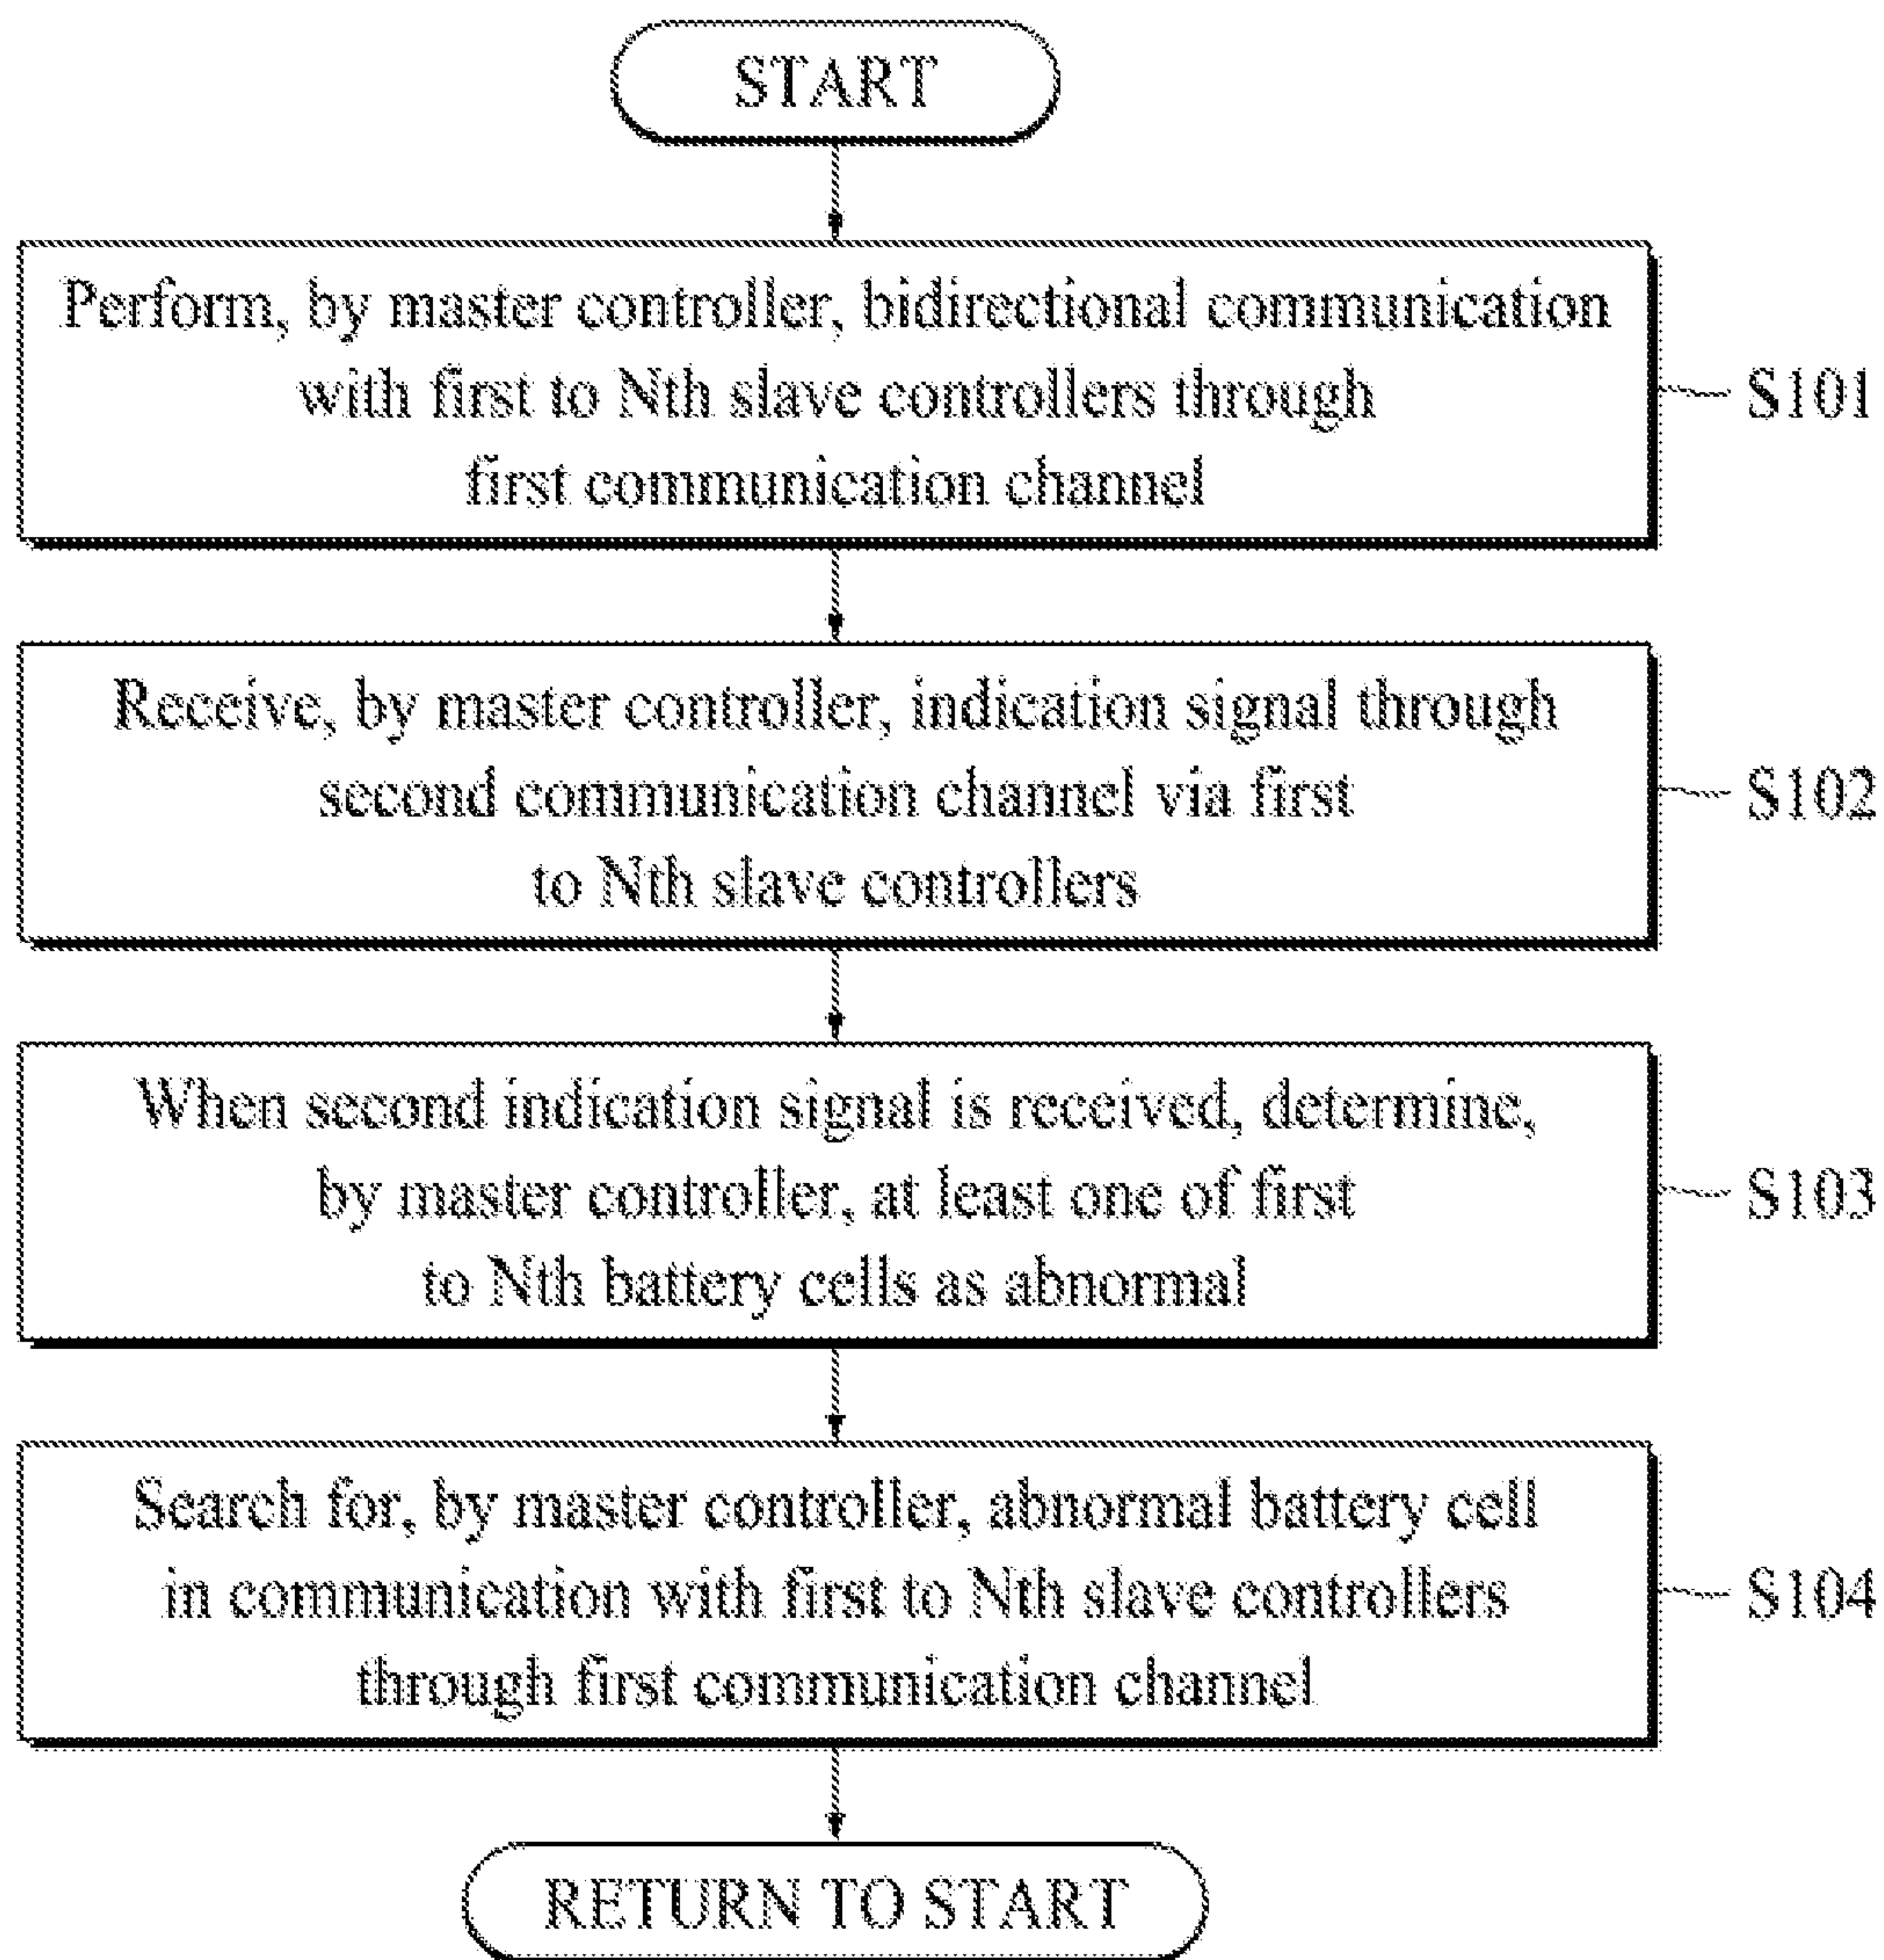 START
Perform, by master controller, bidirectional communication
with first to Nth slave controllers through
first communication channel
S101
Receive, by master controller, indication signal through
second communication channel via first
to Nth slave controllers
S102
When second indication signal is received, determine,
by master controller, at least one of first
to Nth battery cells as abnormal
S103
Search for, by master controller, abnormal battery cell
in communication with first to Nth slave controllers
through first communication channel
S104
RETURN TO START